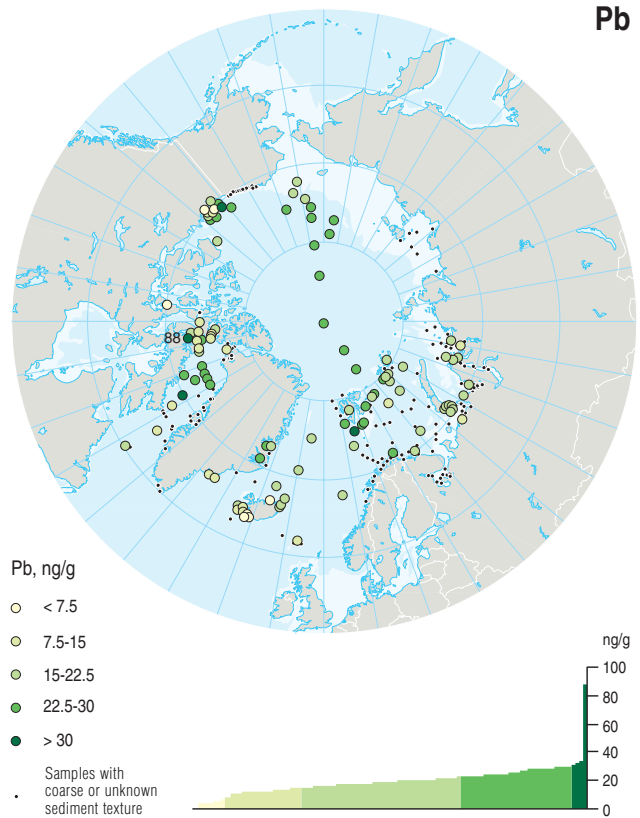 Pb
88
Pb, ng/g
< 7.5
7.5-15
15-22.5
22.5-30
> 30
Samples with
coarse or unknown
sediment texture
ng/g
100
80
60
40
20
0